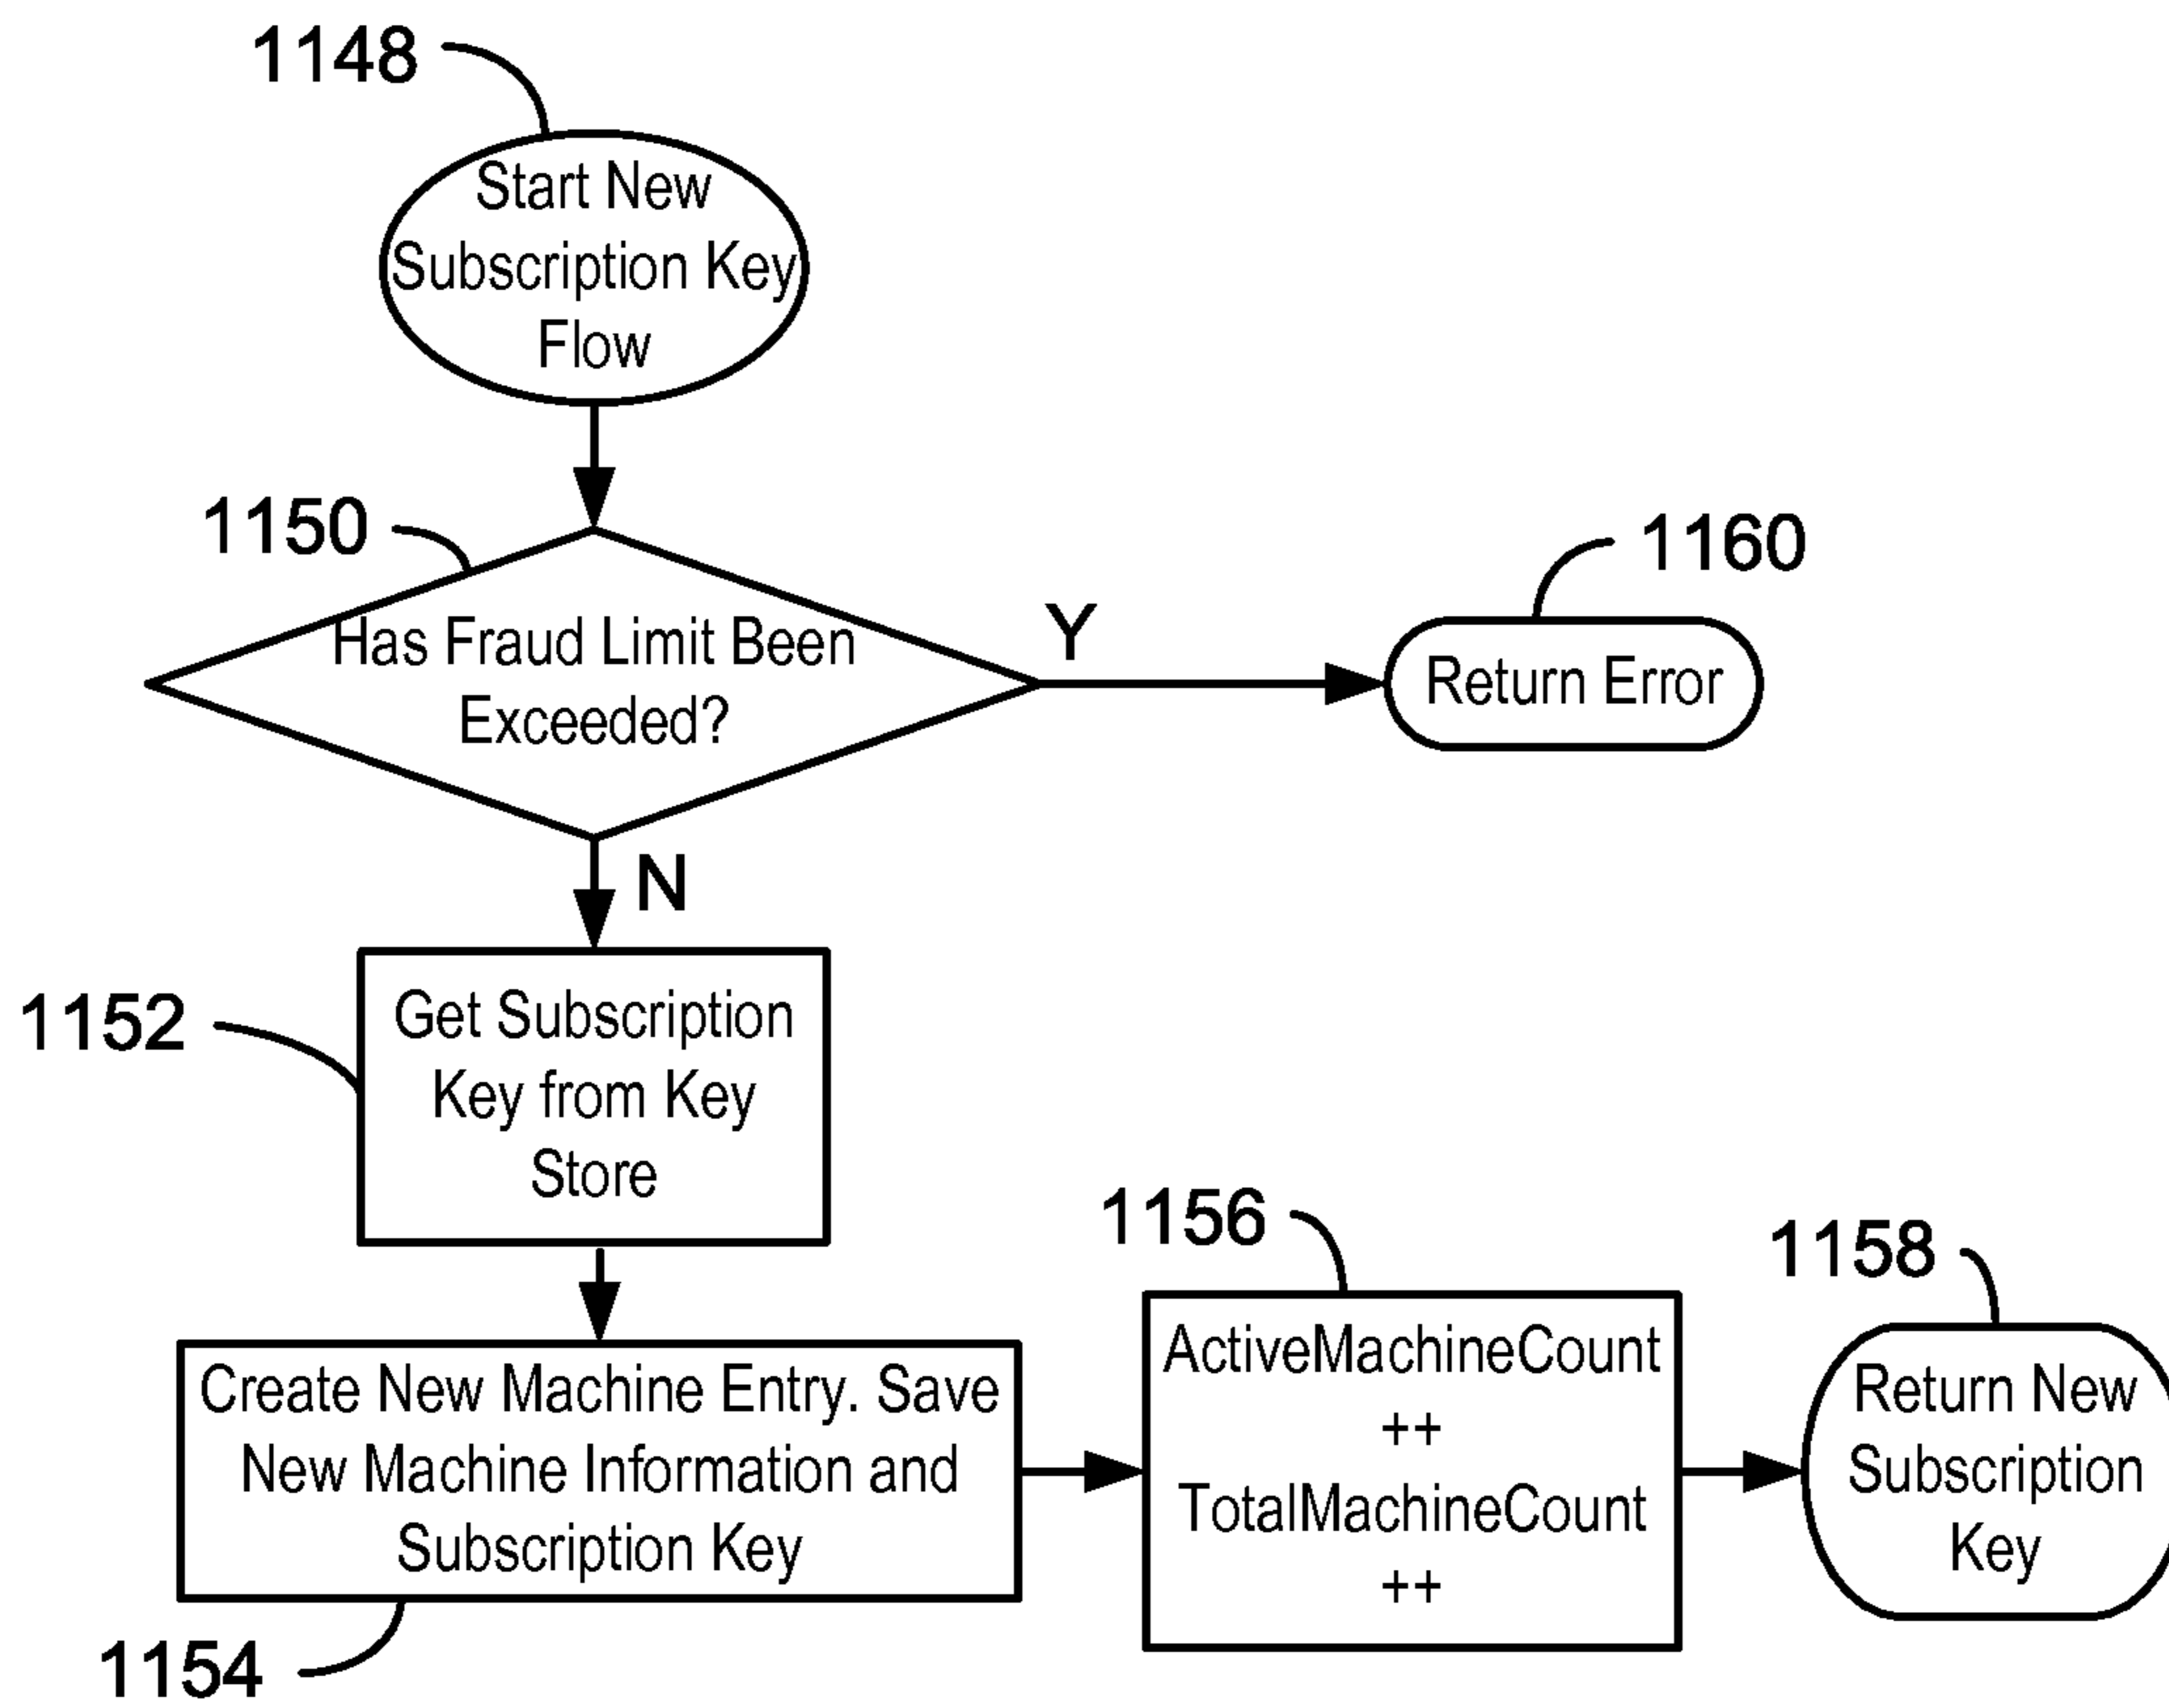 1148
Start New
Subscription Key
Flow
1150
Has Fraud Limit Been
Exceeded?
Y
1160
Return Error
N
1152
Get Subscription
Key from Key
Store
1154
Create New Machine Entry. Save
New Machine Information and
Subscription Key
1156
ActiveMachineCount
++
TotalMachineCount
++
1158
Return New
Subscription
Key